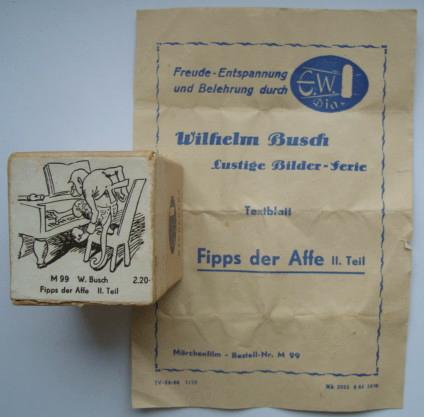 Freude-Entspannung
und Belehrung durch
C.W.
Dia-
Wilhelm Busch
Lustige Bilder-Serie
Textblatt
Fipps der Affe II. Teil
Märchenfilm - Bestell-Nr. M 99
M 99 W. Busch 2.20
Fipps der Affe II. Teil